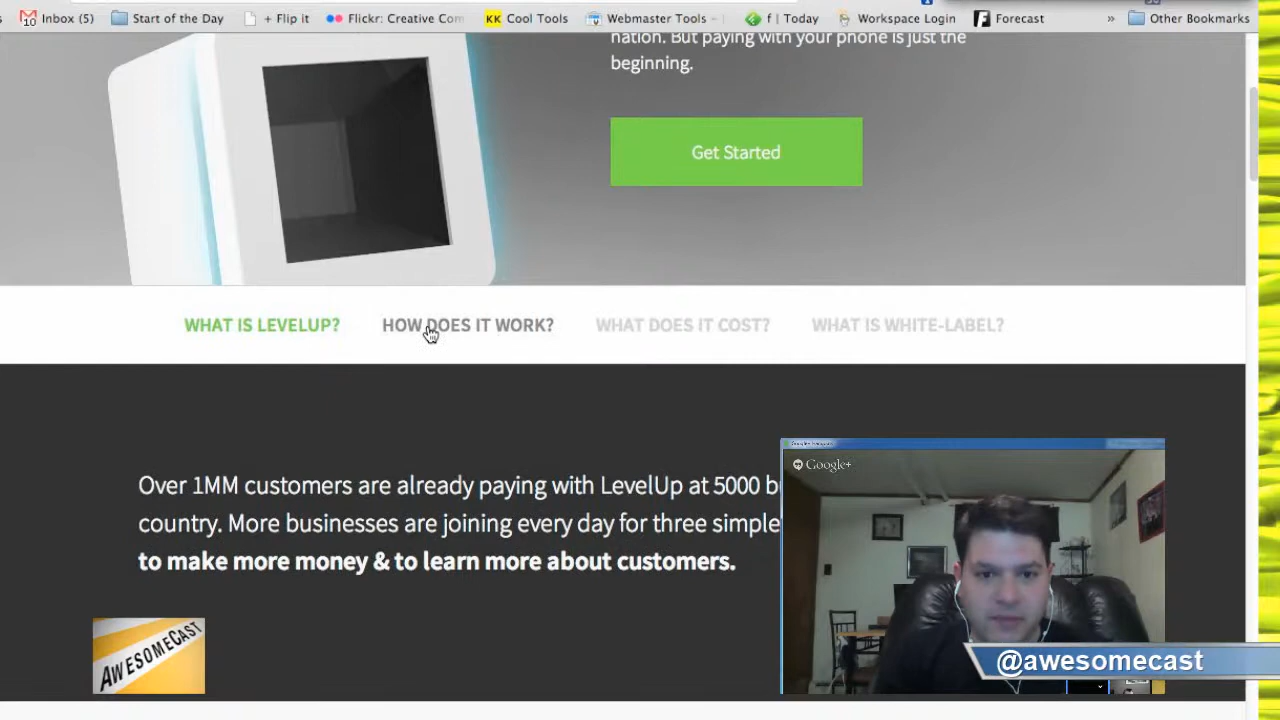 Inbox (5) Start of the Day + Flip it Flickr: Creative Com KK Cool Tools Webmaster Tools - f | Today Workspace Login Forecast » Other Bookmarks
10
nation. But paying with your phone is just the
beginning.
Get Started
WHAT IS LEVELUP? HOW DOES IT WORK? WHAT DOES IT COST? WHAT IS WHITE-LABEL?
Over 1MM customers are already paying with LevelUp at 5000
country. More businesses are joining every day for three simple
to make more money & to learn more about customers.
Google+
AWESOMECAST
@awesomecast